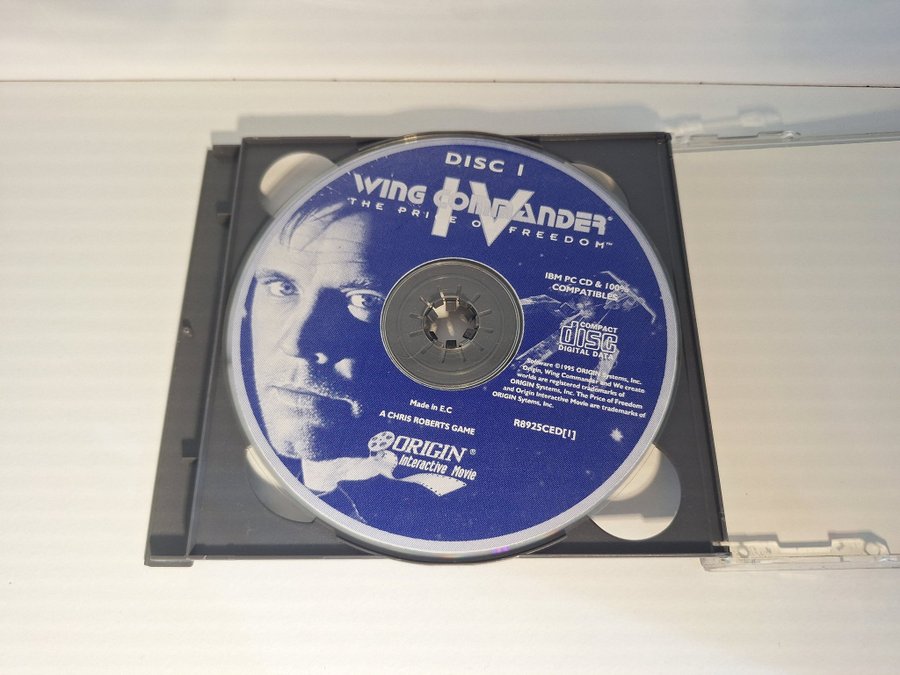 DISC 1
WING COMMANDER®
IV
THE PRICE OF FREEDOM™
IBM PC CD & 100%
COMPATIBLES
COMPACT
disc
DIGITAL DATA
Software ©1995 ORIGIN Systems, Inc.
Origin, Wing Commander and We create
worlds are registered trademarks of
ORIGIN Systems, Inc. The Price of Freedom
and Origin Interactive Movie are trademarks of
ORIGIN Sytems, Inc.
R8925CED[1]
Made in E.C
A CHRIS ROBERTS GAME
ORIGIN®
Interactive Movie